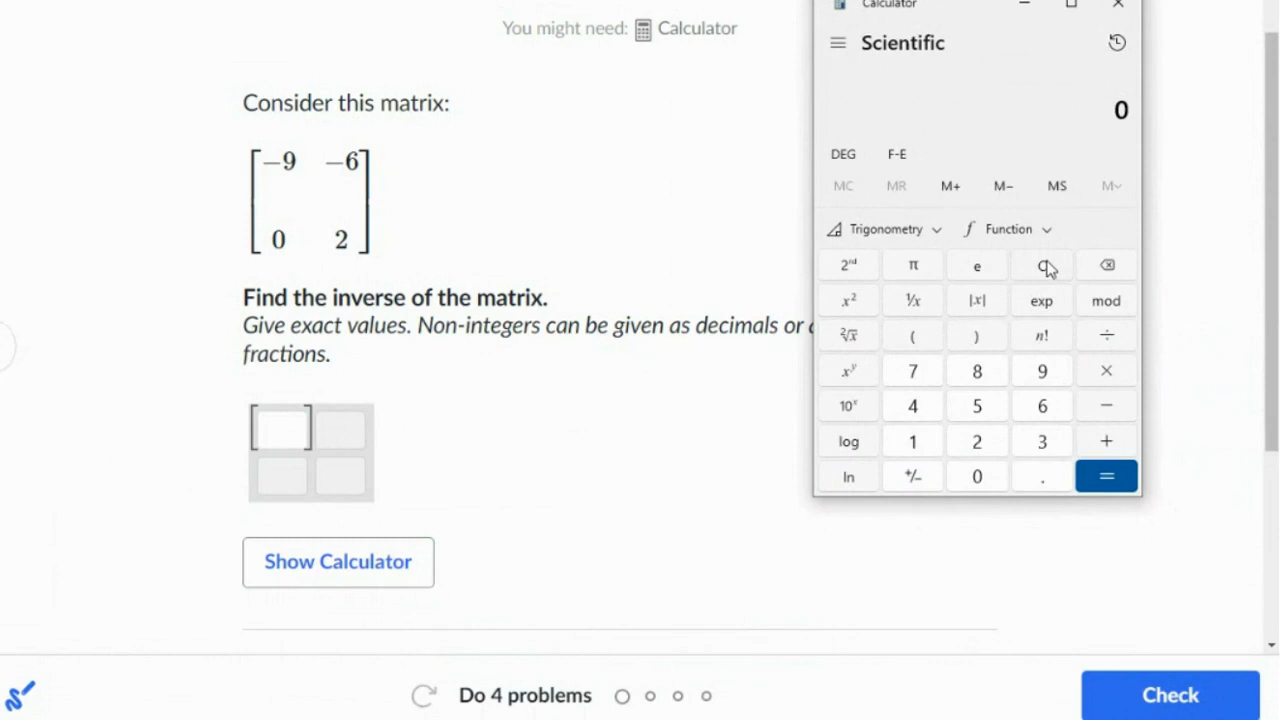 You might need: Calculator
Consider this matrix:
−9 −6
0 2
Find the inverse of the matrix.
Give exact values. Non-integers can be given as decimals or
fractions.
Show Calculator
Do 4 problems
Check
Calculator
Scientific
0
DEG F-E
MC MR M+ M− MS M
Trigonometry f Function
2ⁿᵈ π e C
x² ¹/x |x| exp mod
²√x ( ) n! ÷
xʸ 7 8 9 ×
10ˣ 4 5 6 −
log 1 2 3 +
ln +/− 0 . =